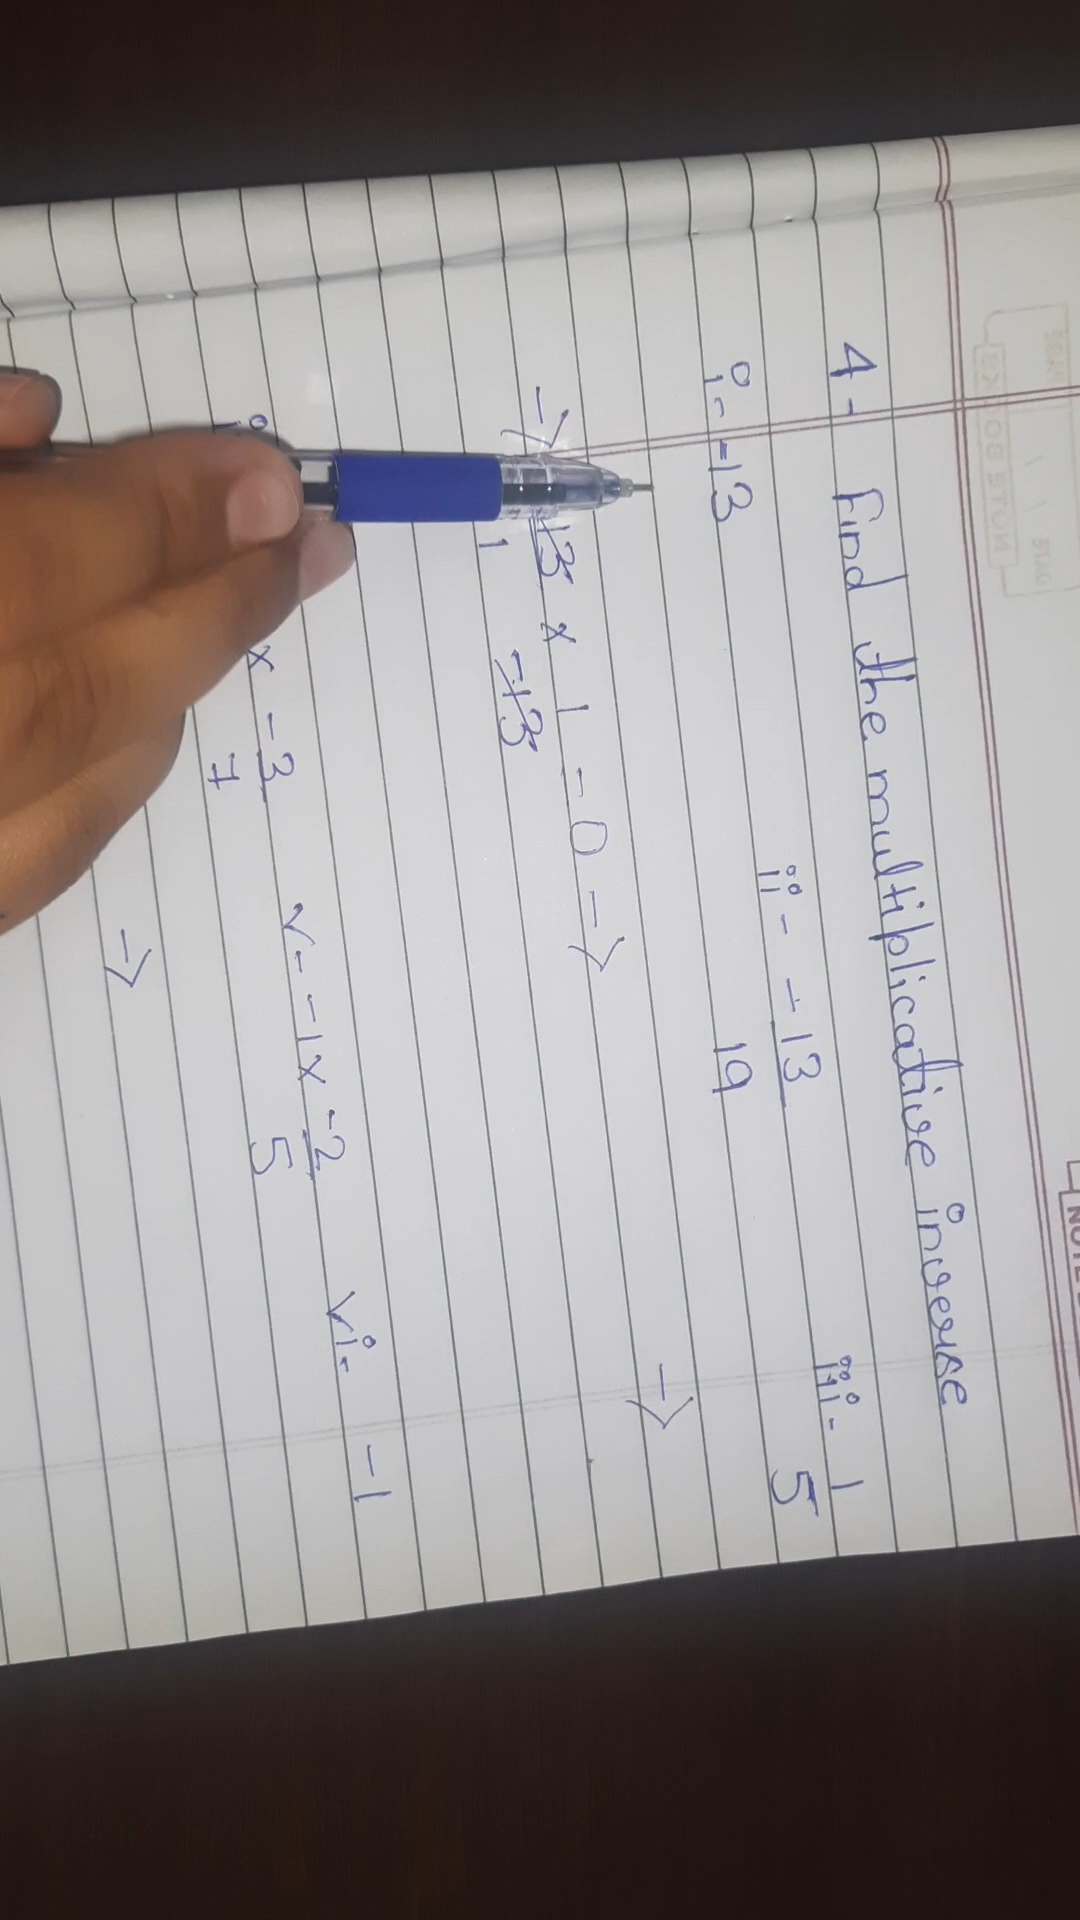 4- Find the multiplicative inverse
i- -13 ii- -13/19 iii- 1/5
→ 13/1 × 1/-13 = 0 → →
x -3/7 v- -1x -2/5 vi- -1
→